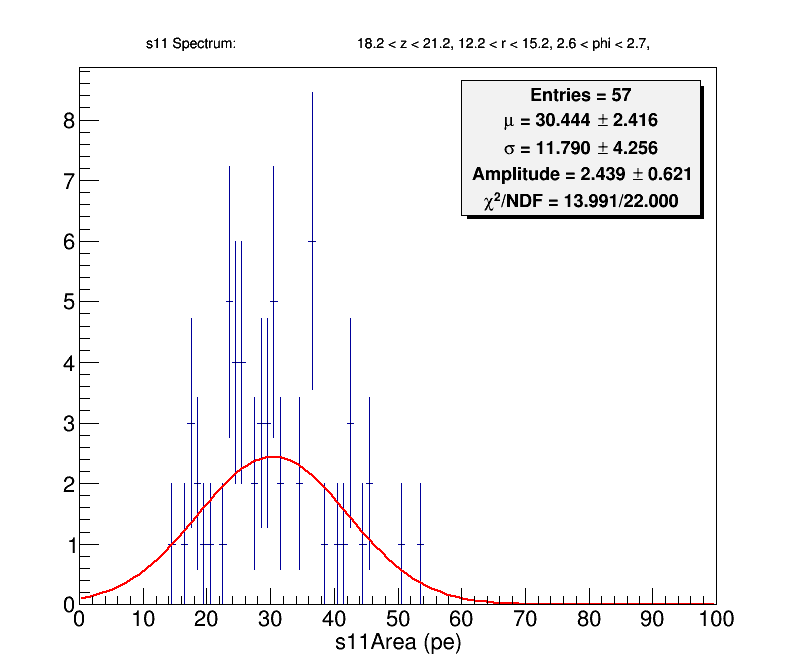 s11 Spectrum: 18.2 < z < 21.2, 12.2 < r < 15.2, 2.6 < phi < 2.7,
Entries = 57
μ = 30.444 ± 2.416
σ = 11.790 ± 4.256
Amplitude = 2.439 ± 0.621
χ²/NDF = 13.991/22.000
8
7
6
5
4
3
2
1
0
0 10 20 30 40 50 60 70 80 90 100
s11Area (pe)